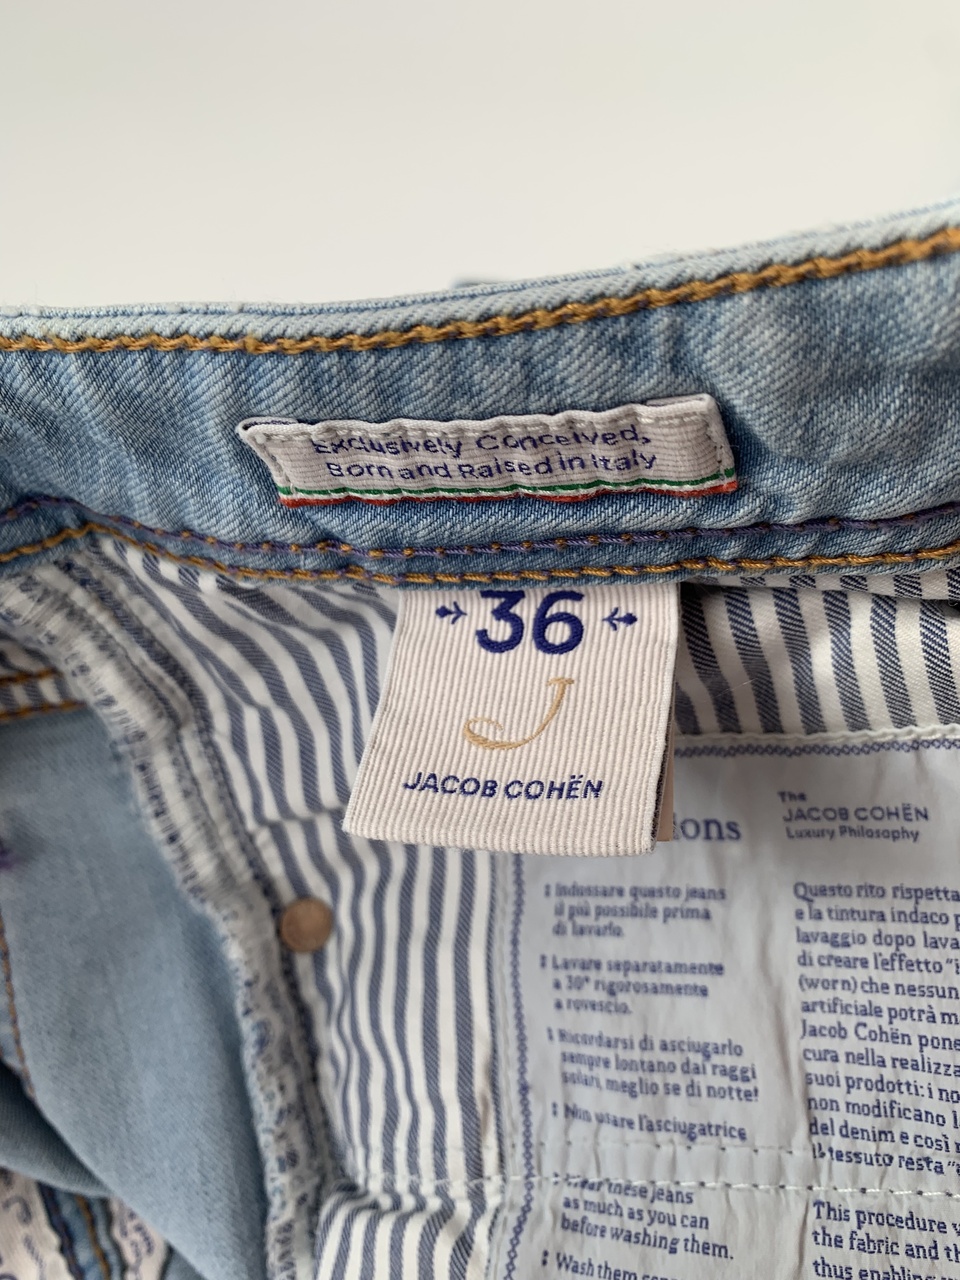 Exclusively Conceived,
Born and Raised in Italy
36
J
JACOB COHËN
The
JACOB COHËN
Luxury Philosophy
Indossare questo jeans
il più possibile prima
di lavarlo.
Lavare separatamente
a 30° rigorosamente
a rovescio.
Ricordarsi di asciugarlo
sempre lontano dai raggi
solari, meglio se di notte!
Non usare l'asciugatrice
Questo rito rispetta
e la tintura indaco
lavaggio dopo lava
di creare l'effetto
(worn) che nessun
artificiale potrà
Jacob Cohën pone
cura nella realizza
suoi prodotti: i
non modificano
del denim e così
il tessuto resta
Wear these jeans
as much as you can
before washing them.
Wash them
This procedure
the fabric and
thus enabling